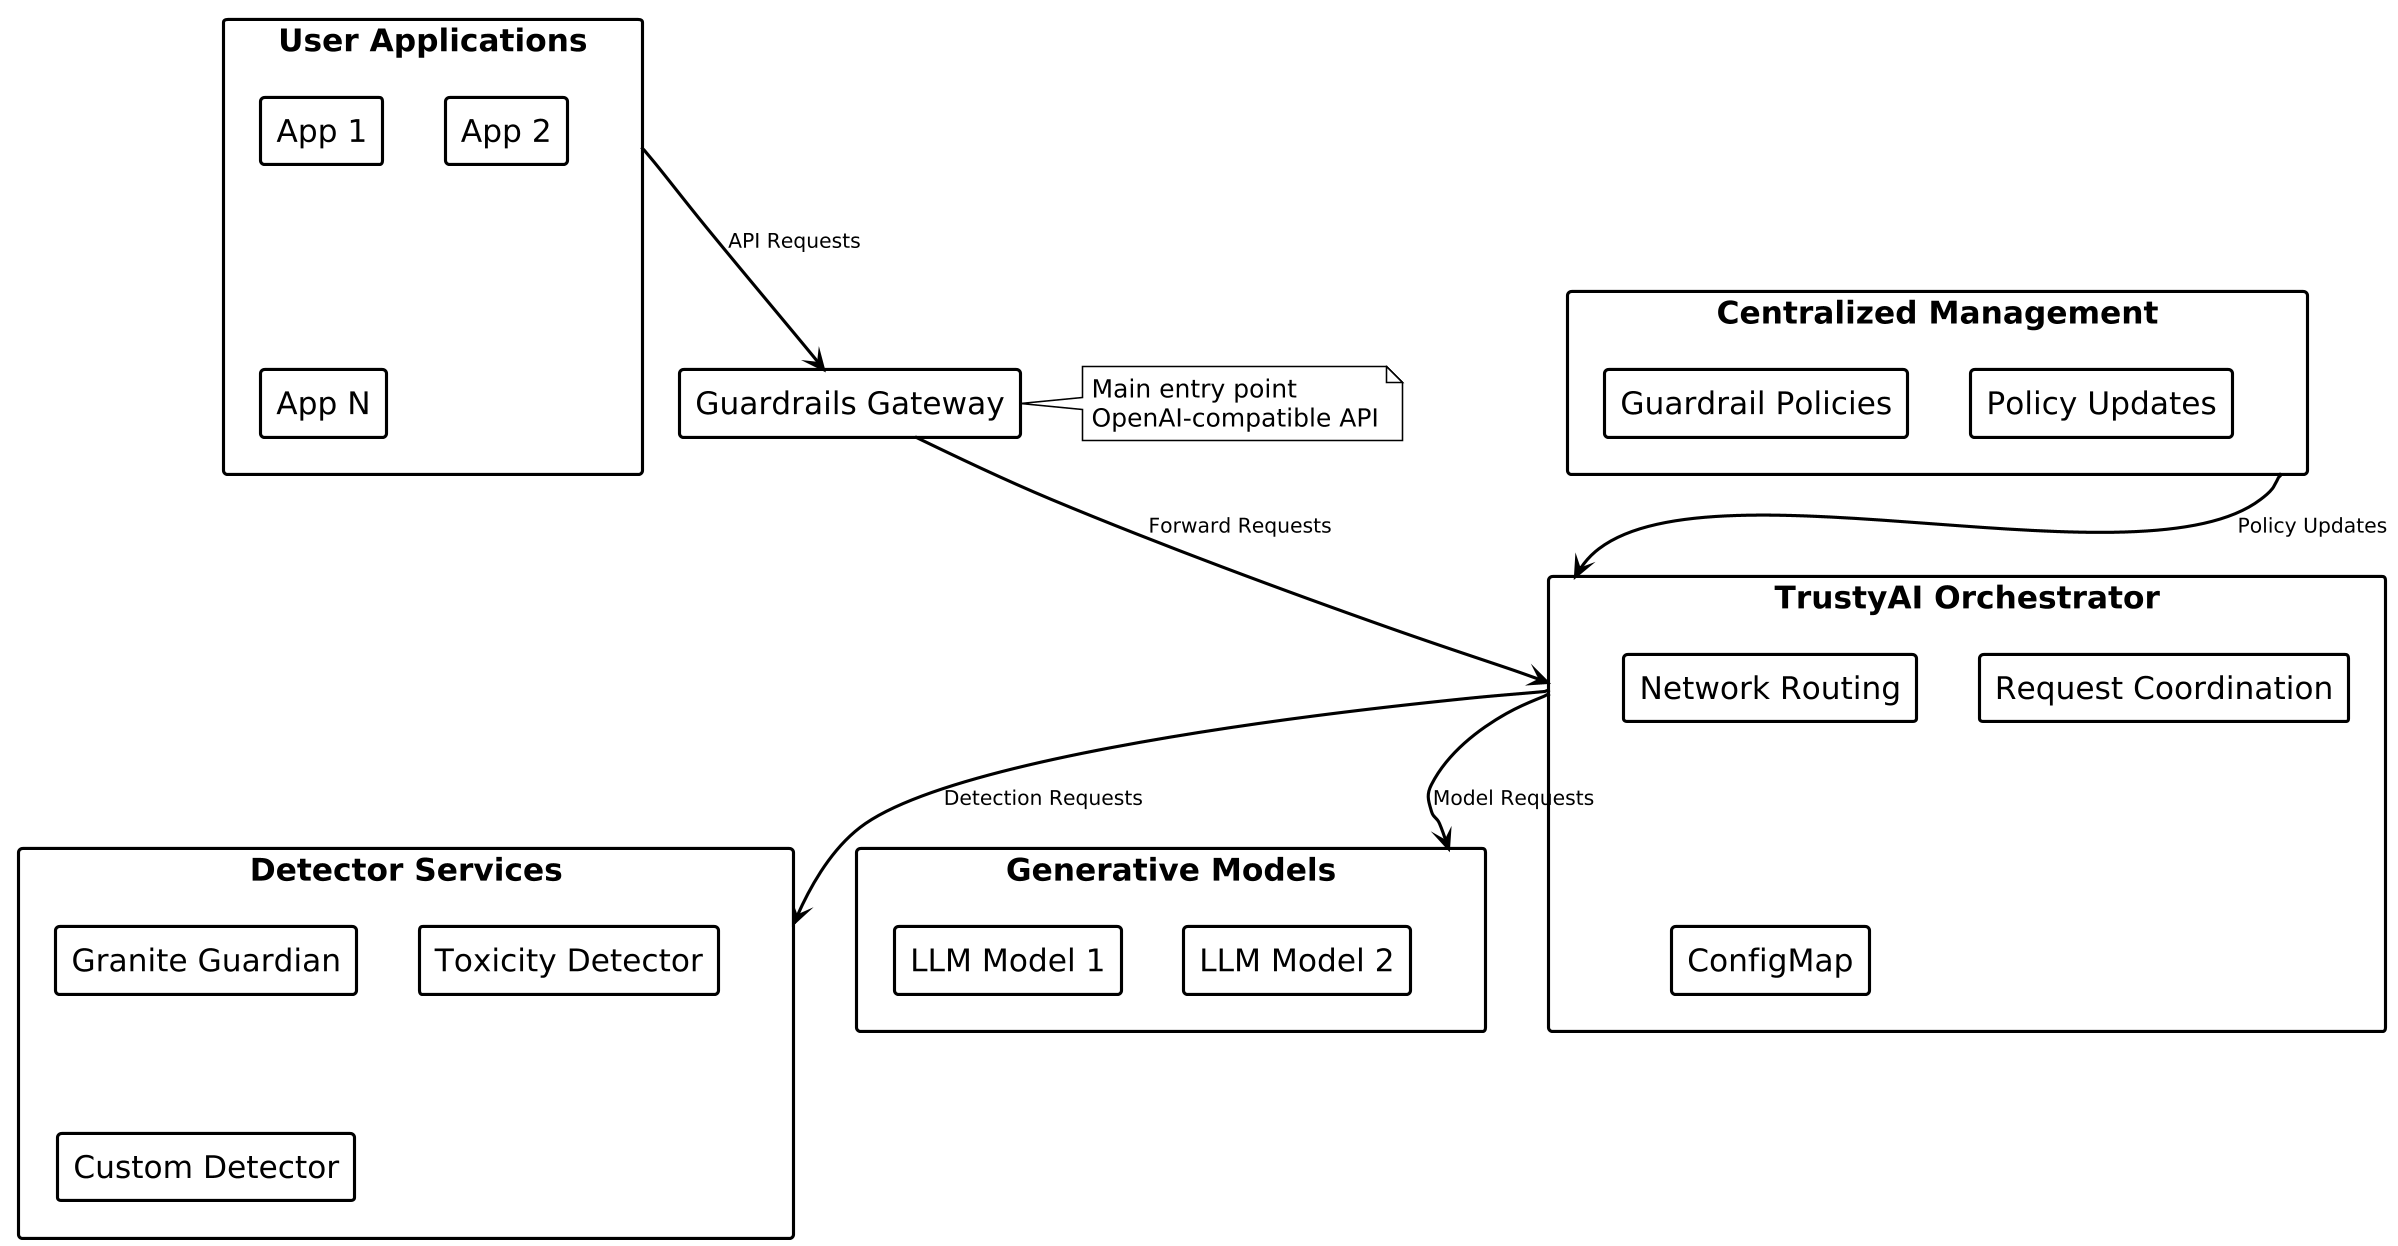 User Applications
App 1
App 2
App N
API Requests
Guardrails Gateway
Main entry point
OpenAI-compatible API
Centralized Management
Guardrail Policies
Policy Updates
Forward Requests
Policy Updates
TrustyAI Orchestrator
Network Routing
Request Coordination
ConfigMap
Detection Requests
Model Requests
Detector Services
Granite Guardian
Toxicity Detector
Custom Detector
Generative Models
LLM Model 1
LLM Model 2